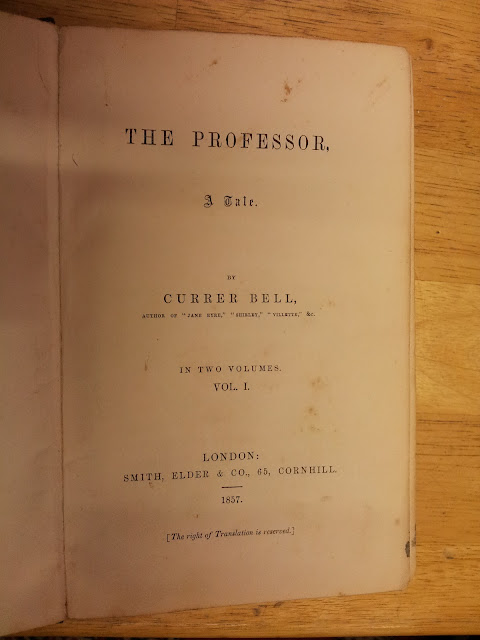 THE PROFESSOR,
A Tale.
BY
CURRER BELL,
AUTHOR OF "JANE EYRE," "SHIRLEY," "VILLETTE," &c.
IN TWO VOLUMES.
VOL. I.
LONDON:
SMITH, ELDER & CO., 65, CORNHILL.
1857.
[The right of Translation is reserved.]